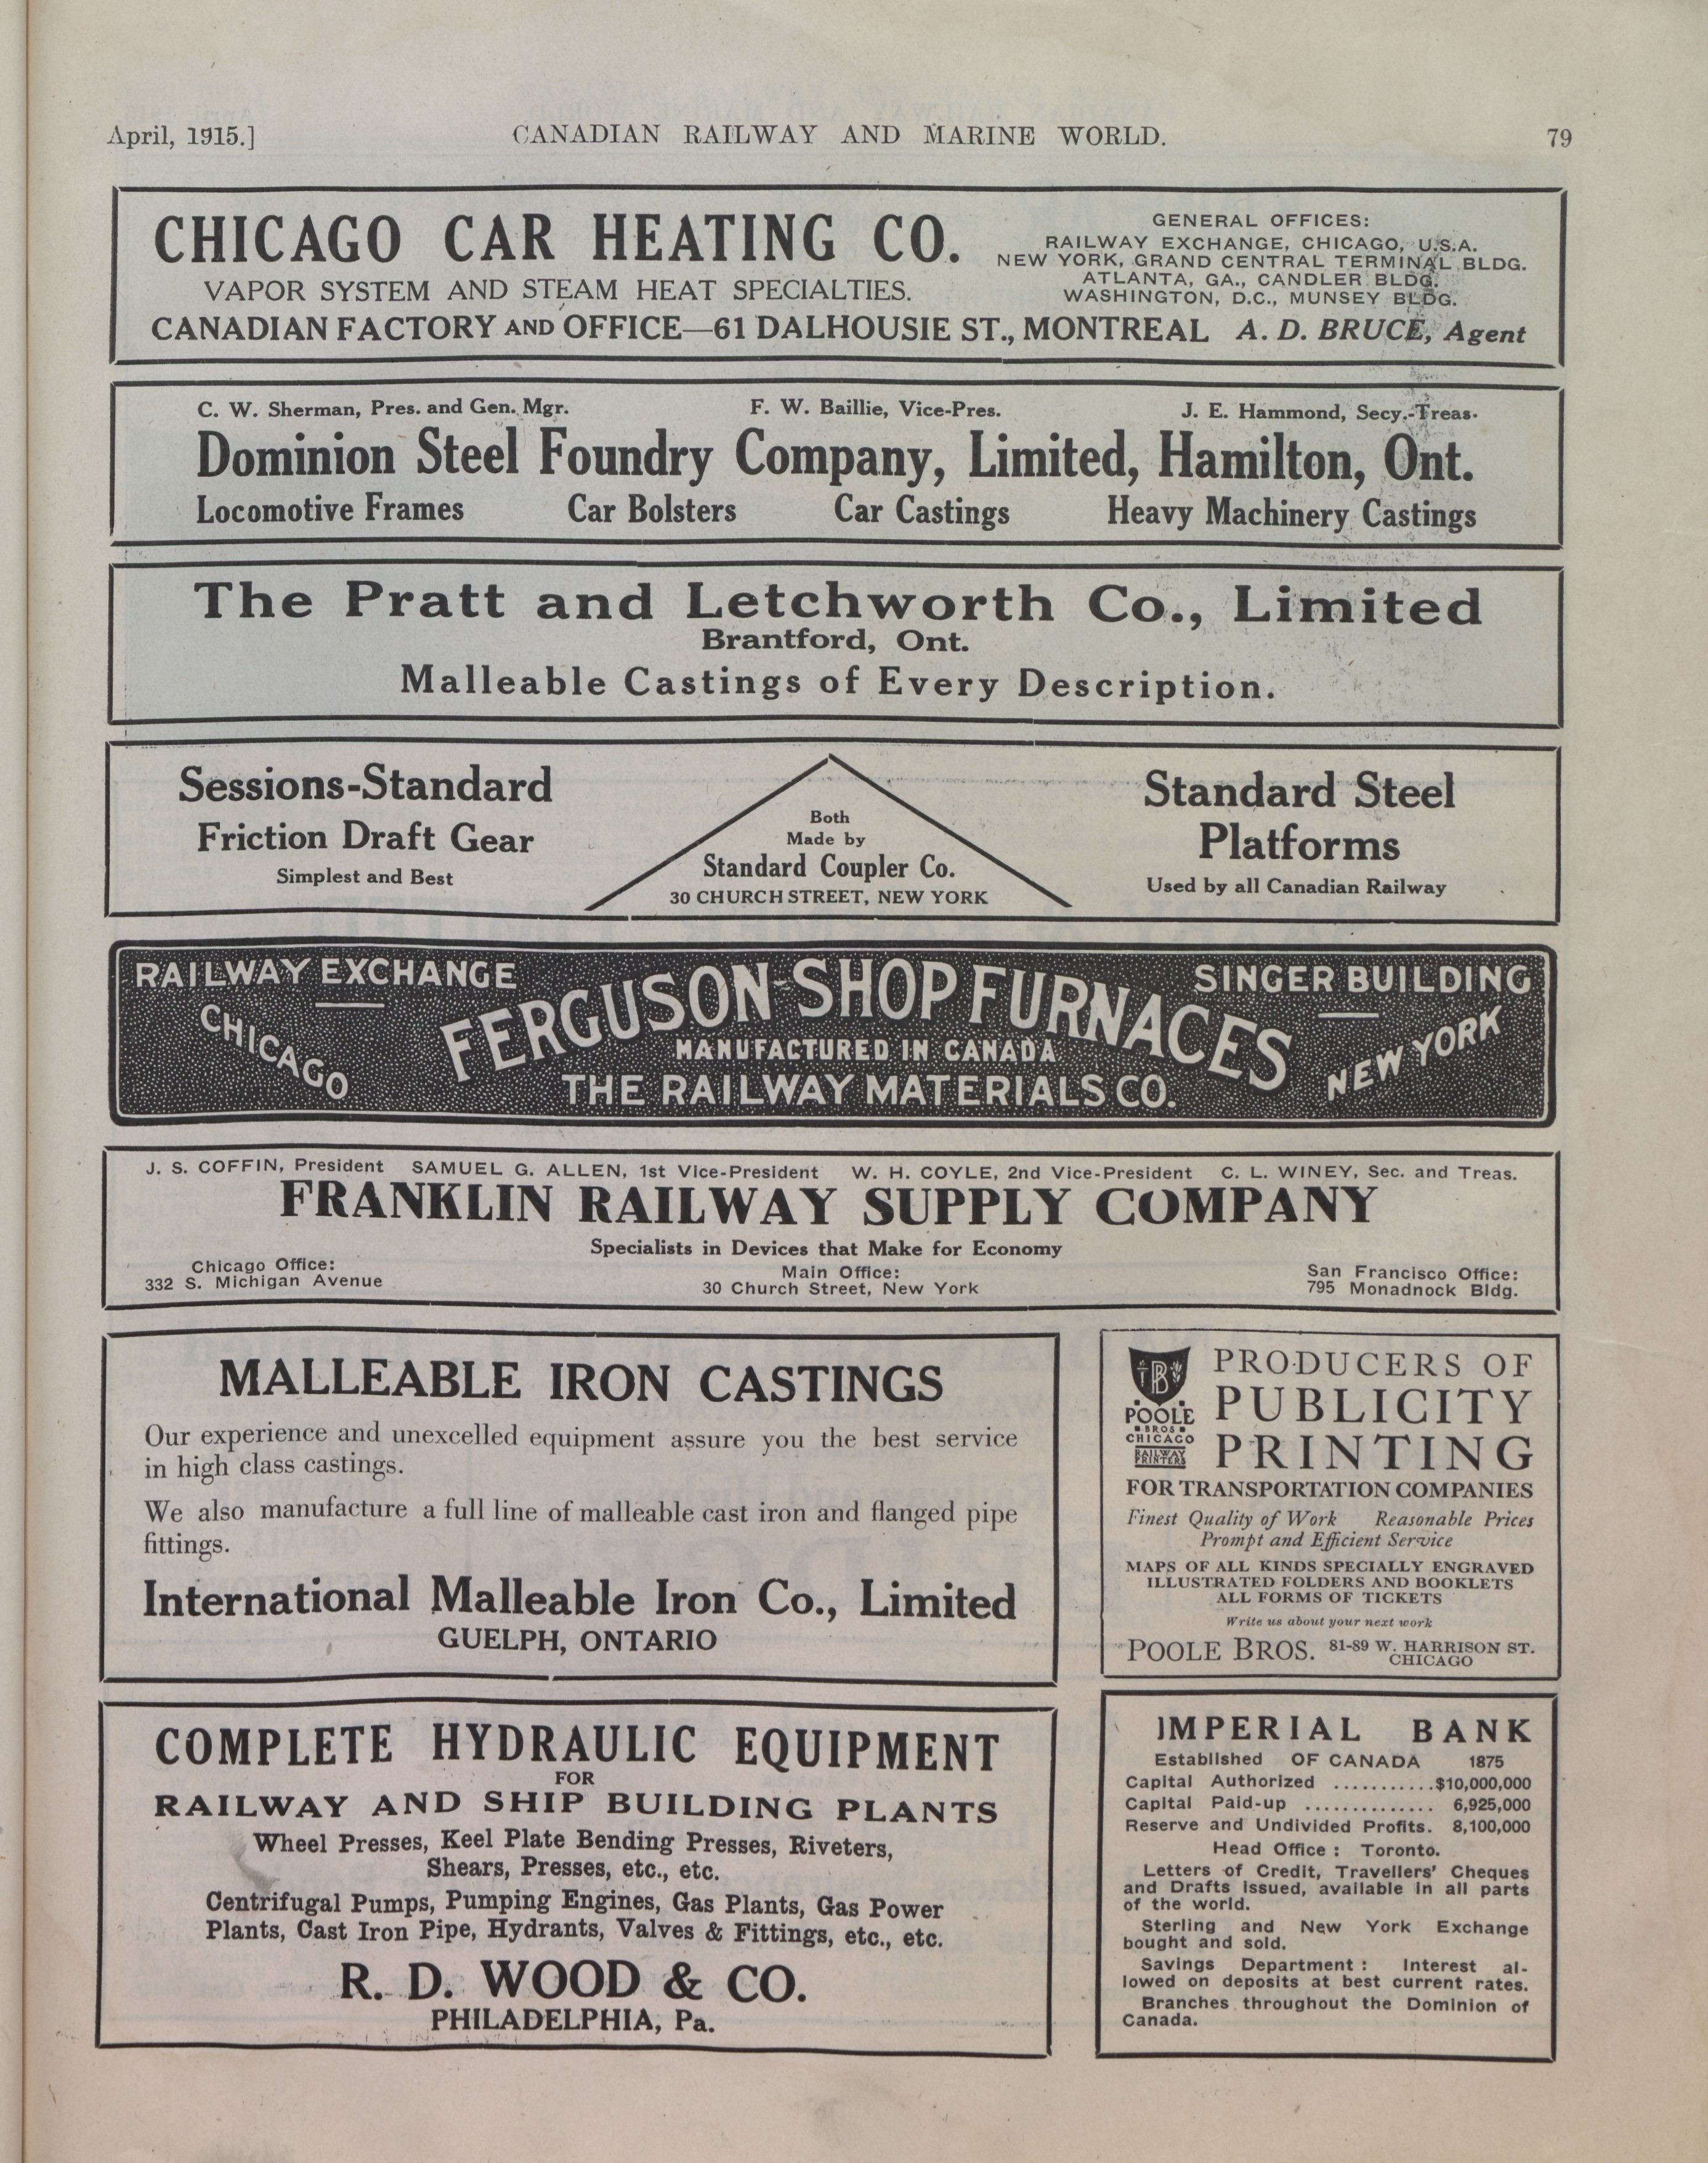 April, 1915.] CANADIAN RAILWAY AND MARINE WORLD. 79
CHICAGO CAR HEATING CO.
VAPOR SYSTEM AND STEAM HEAT SPECIALTIES.
GENERAL OFFICES:
RAILWAY EXCHANGE, CHICAGO, U.S.A.
NEW YORK, GRAND CENTRAL TERMINAL BLDG.
ATLANTA, GA., CANDLER BLDG.
WASHINGTON, D.C., MUNSEY BLDG.
CANADIAN FACTORY AND OFFICE—61 DALHOUSIE ST., MONTREAL A. D. BRUCE, Agent
C. W. Sherman, Pres. and Gen. Mgr. F. W. Baillie, Vice-Pres. J. E. Hammond, Secy.-Treas.
Dominion Steel Foundry Company, Limited, Hamilton, Ont.
Locomotive Frames Car Bolsters Car Castings Heavy Machinery Castings
The Pratt and Letchworth Co., Limited
Brantford, Ont.
Malleable Castings of Every Description.
Sessions-Standard
Friction Draft Gear
Simplest and Best
Both
Made by
Standard Coupler Co.
30 CHURCH STREET, NEW YORK
Standard Steel
Platforms
Used by all Canadian Railway
RAILWAY EXCHANGE
CHICAGO
FERGUSON-SHOP FURNACES
MANUFACTURED IN CANADA
THE RAILWAY MATERIALS CO.
SINGER BUILDING
NEW YORK
J. S. COFFIN, President SAMUEL G. ALLEN, 1st Vice-President W. H. COYLE, 2nd Vice-President C. L. WINEY, Sec. and Treas.
FRANKLIN RAILWAY SUPPLY COMPANY
Specialists in Devices that Make for Economy
Chicago Office:
332 S. Michigan Avenue
Main Office:
30 Church Street, New York
San Francisco Office:
795 Monadnock Bldg.
MALLEABLE IRON CASTINGS
Our experience and unexcelled equipment assure you the best service
in high class castings.
We also manufacture a full line of malleable cast iron and flanged pipe
fittings.
International Malleable Iron Co., Limited
GUELPH, ONTARIO
PB
POOLE
BROS
CHICAGO
RAILWAY
PRINTERS
PRODUCERS OF
PUBLICITY
PRINTING
FOR TRANSPORTATION COMPANIES
Finest Quality of Work Reasonable Prices
Prompt and Efficient Service
MAPS OF ALL KINDS SPECIALLY ENGRAVED
ILLUSTRATED FOLDERS AND BOOKLETS
ALL FORMS OF TICKETS
Write us about your next work
POOLE BROS. 81-89 W. HARRISON ST.
CHICAGO
COMPLETE HYDRAULIC EQUIPMENT
FOR
RAILWAY AND SHIP BUILDING PLANTS
Wheel Presses, Keel Plate Bending Presses, Riveters,
Shears, Presses, etc., etc.
Centrifugal Pumps, Pumping Engines, Gas Plants, Gas Power
Plants, Cast Iron Pipe, Hydrants, Valves & Fittings, etc., etc.
R. D. WOOD & CO.
PHILADELPHIA, Pa.
IMPERIAL BANK
Established OF CANADA 1875
Capital Authorized ...........$10,000,000
Capital Paid-up .............. 6,925,000
Reserve and Undivided Profits. 8,100,000
Head Office : Toronto.
Letters of Credit, Travellers' Cheques
and Drafts issued, available in all parts
of the world.
Sterling and New York Exchange
bought and sold.
Savings Department : Interest al-
lowed on deposits at best current rates.
Branches throughout the Dominion of
Canada.